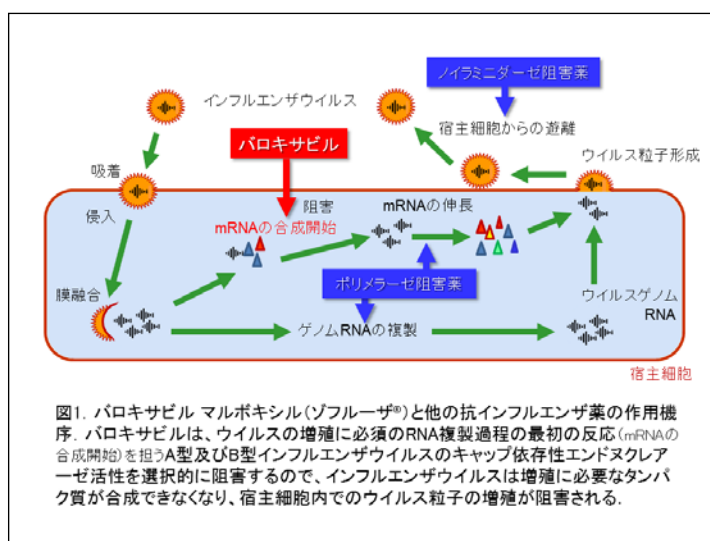 ノイラミニダーゼ阻害薬
インフルエンザウイルス
宿主細胞からの遊離
バロキサビル
ウイルス粒子形成
吸着
侵入
阻害
mRNAの伸長
mRNAの合成開始
膜融合
ポリメラーゼ阻害薬
ウイルスゲノム
RNA
ゲノムRNAの複製
宿主細胞
図1. バロキサビル マルボキシル(ゾフルーザ®)と他の抗インフルエンザ薬の作用機
序. バロキサビルは、ウイルスの増殖に必須のRNA複製過程の最初の反応(mRNAの
合成開始)を担うA型及びB型インフルエンザウイルスのキャップ依存性エンドヌクレア
ーゼ活性を選択的に阻害するので、インフルエンザウイルスは増殖に必要なタンパ
ク質が合成できなくなり、宿主細胞内でのウイルス粒子の増殖が阻害される.